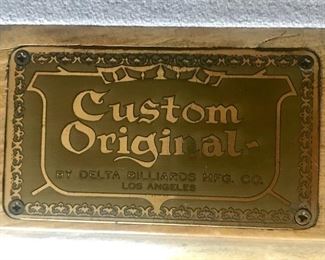 Custom
Original-
BY DELTA BILLIARDS MFG. CO.
LOS ANGELES